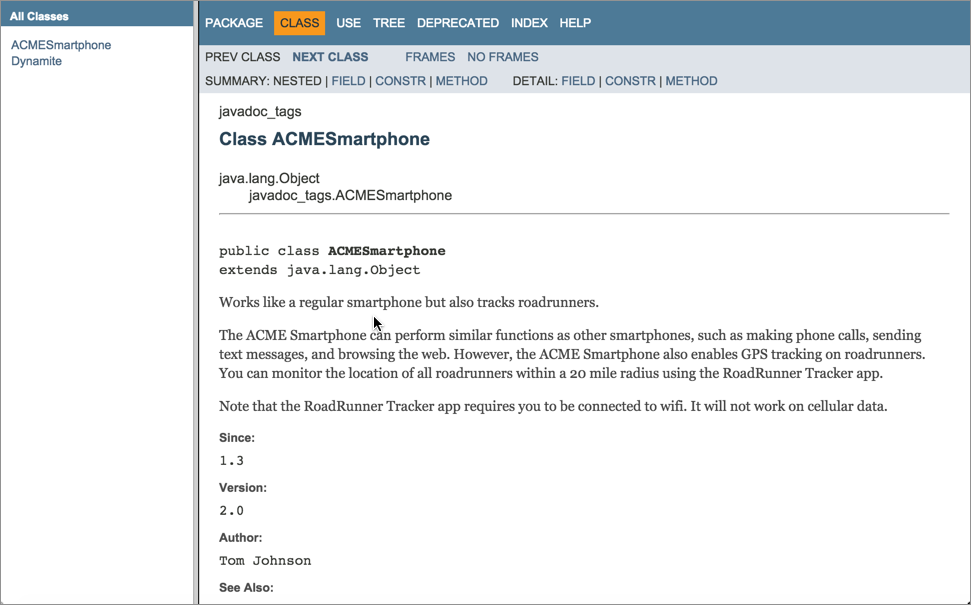 All Classes
ACMESmartphone
Dynamite
PACKAGE CLASS USE TREE DEPRECATED INDEX HELP
PREV CLASS NEXT CLASS FRAMES NO FRAMES
SUMMARY: NESTED | FIELD | CONSTR | METHOD DETAIL: FIELD | CONSTR | METHOD
javadoc_tags
Class ACMESmartphone
java.lang.Object
javadoc_tags.ACMESmartphone
public class ACMESmartphone
extends java.lang.Object
Works like a regular smartphone but also tracks roadrunners.
The ACME Smartphone can perform similar functions as other smartphones, such as making phone calls, sending
text messages, and browsing the web. However, the ACME Smartphone also enables GPS tracking on roadrunners.
You can monitor the location of all roadrunners within a 20 mile radius using the RoadRunner Tracker app.
Note that the RoadRunner Tracker app requires you to be connected to wifi. It will not work on cellular data.
Since:
1.3
Version:
2.0
Author:
Tom Johnson
See Also: